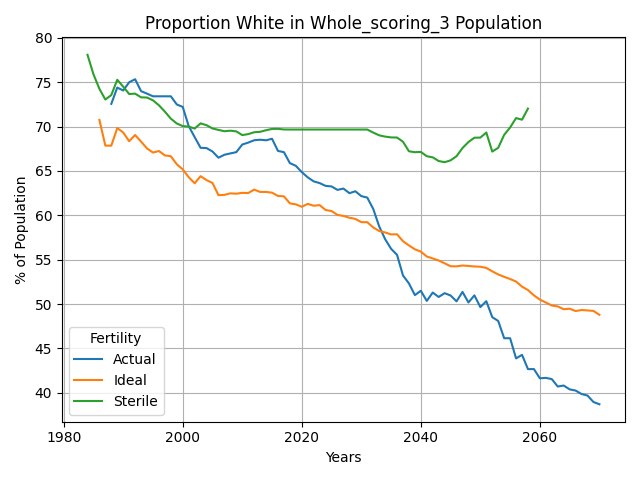 Proportion White in Whole_scoring_3 Population
% of Population
80
75
70
65
60
55
50
45
40
Fertility
Actual
Ideal
Sterile
1980
2000
2020
2040
2060
Years